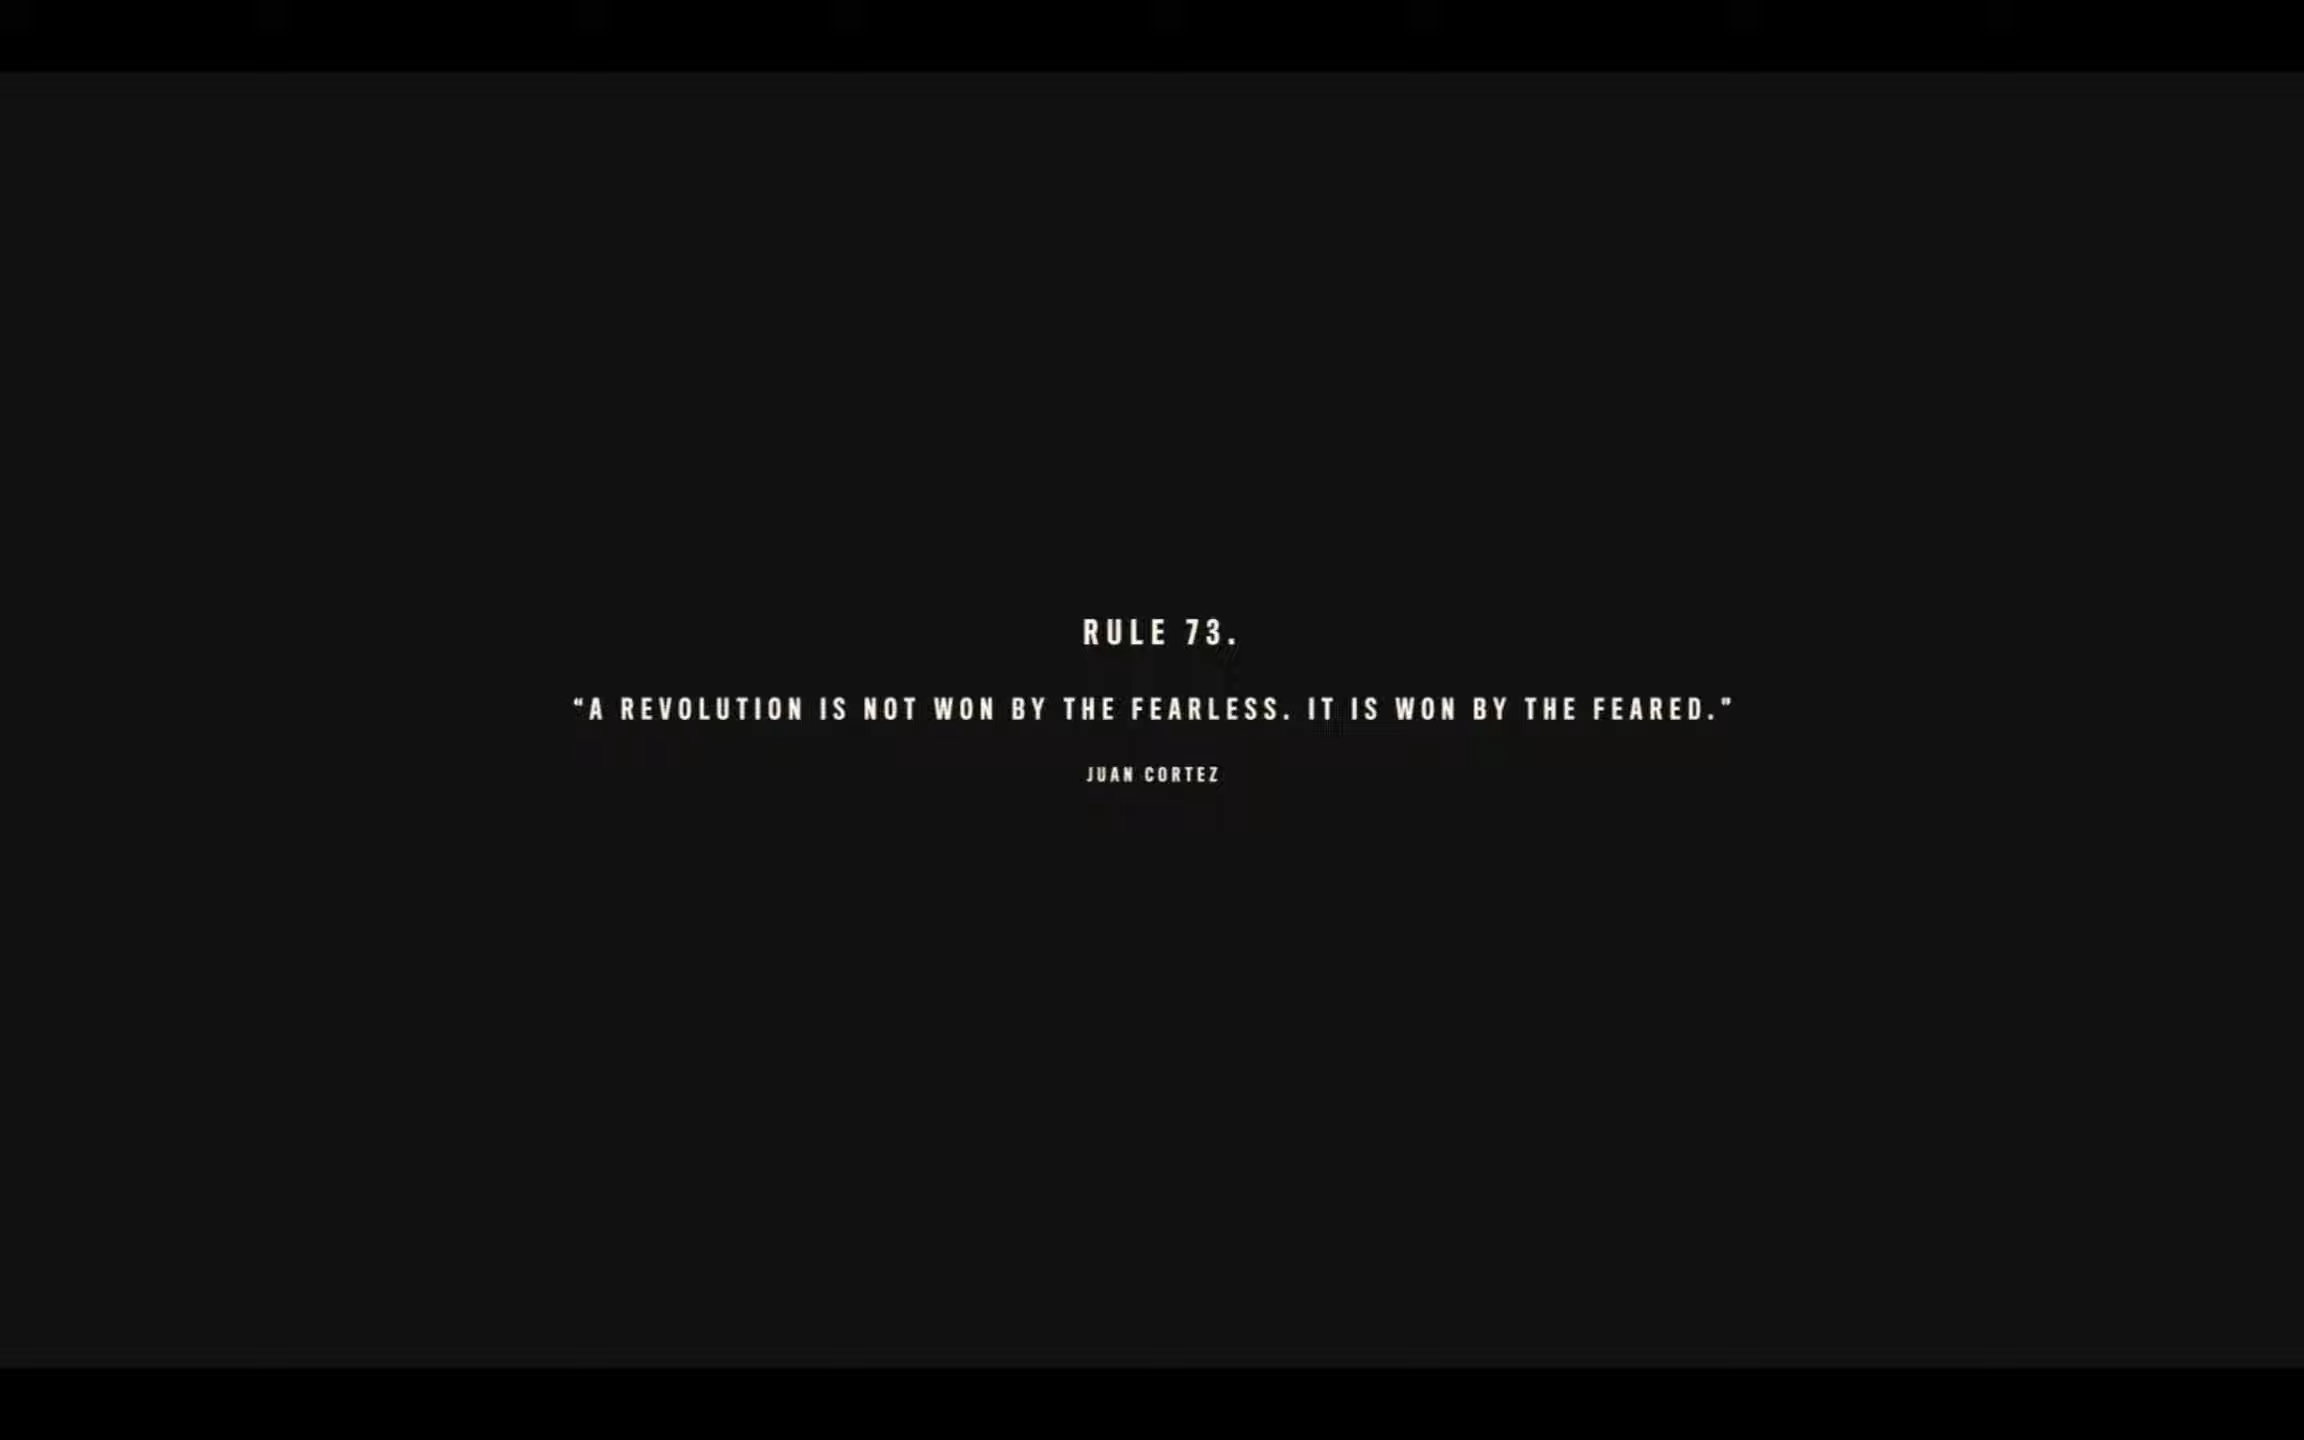 RULE 73.
“A REVOLUTION IS NOT WON BY THE FEARLESS. IT IS WON BY THE FEARED.”
JUAN CORTEZ